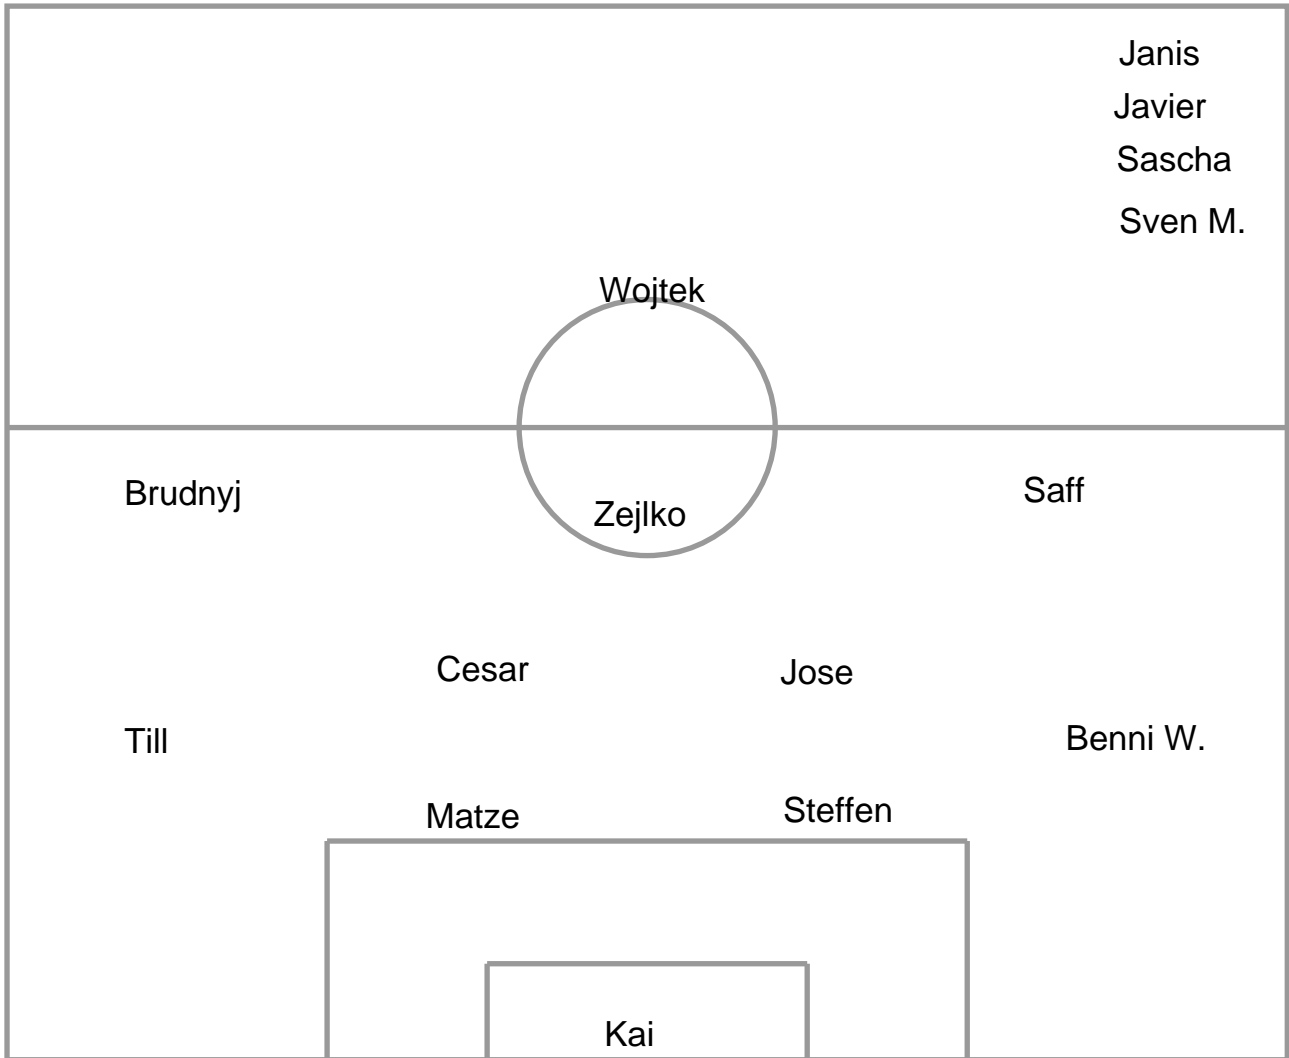 Janis
Javier
Sascha
Sven M.
Wojtek
Brudnyj
Zejlko
Saff
Cesar
Jose
Till
Benni W.
Matze
Steffen
Kai